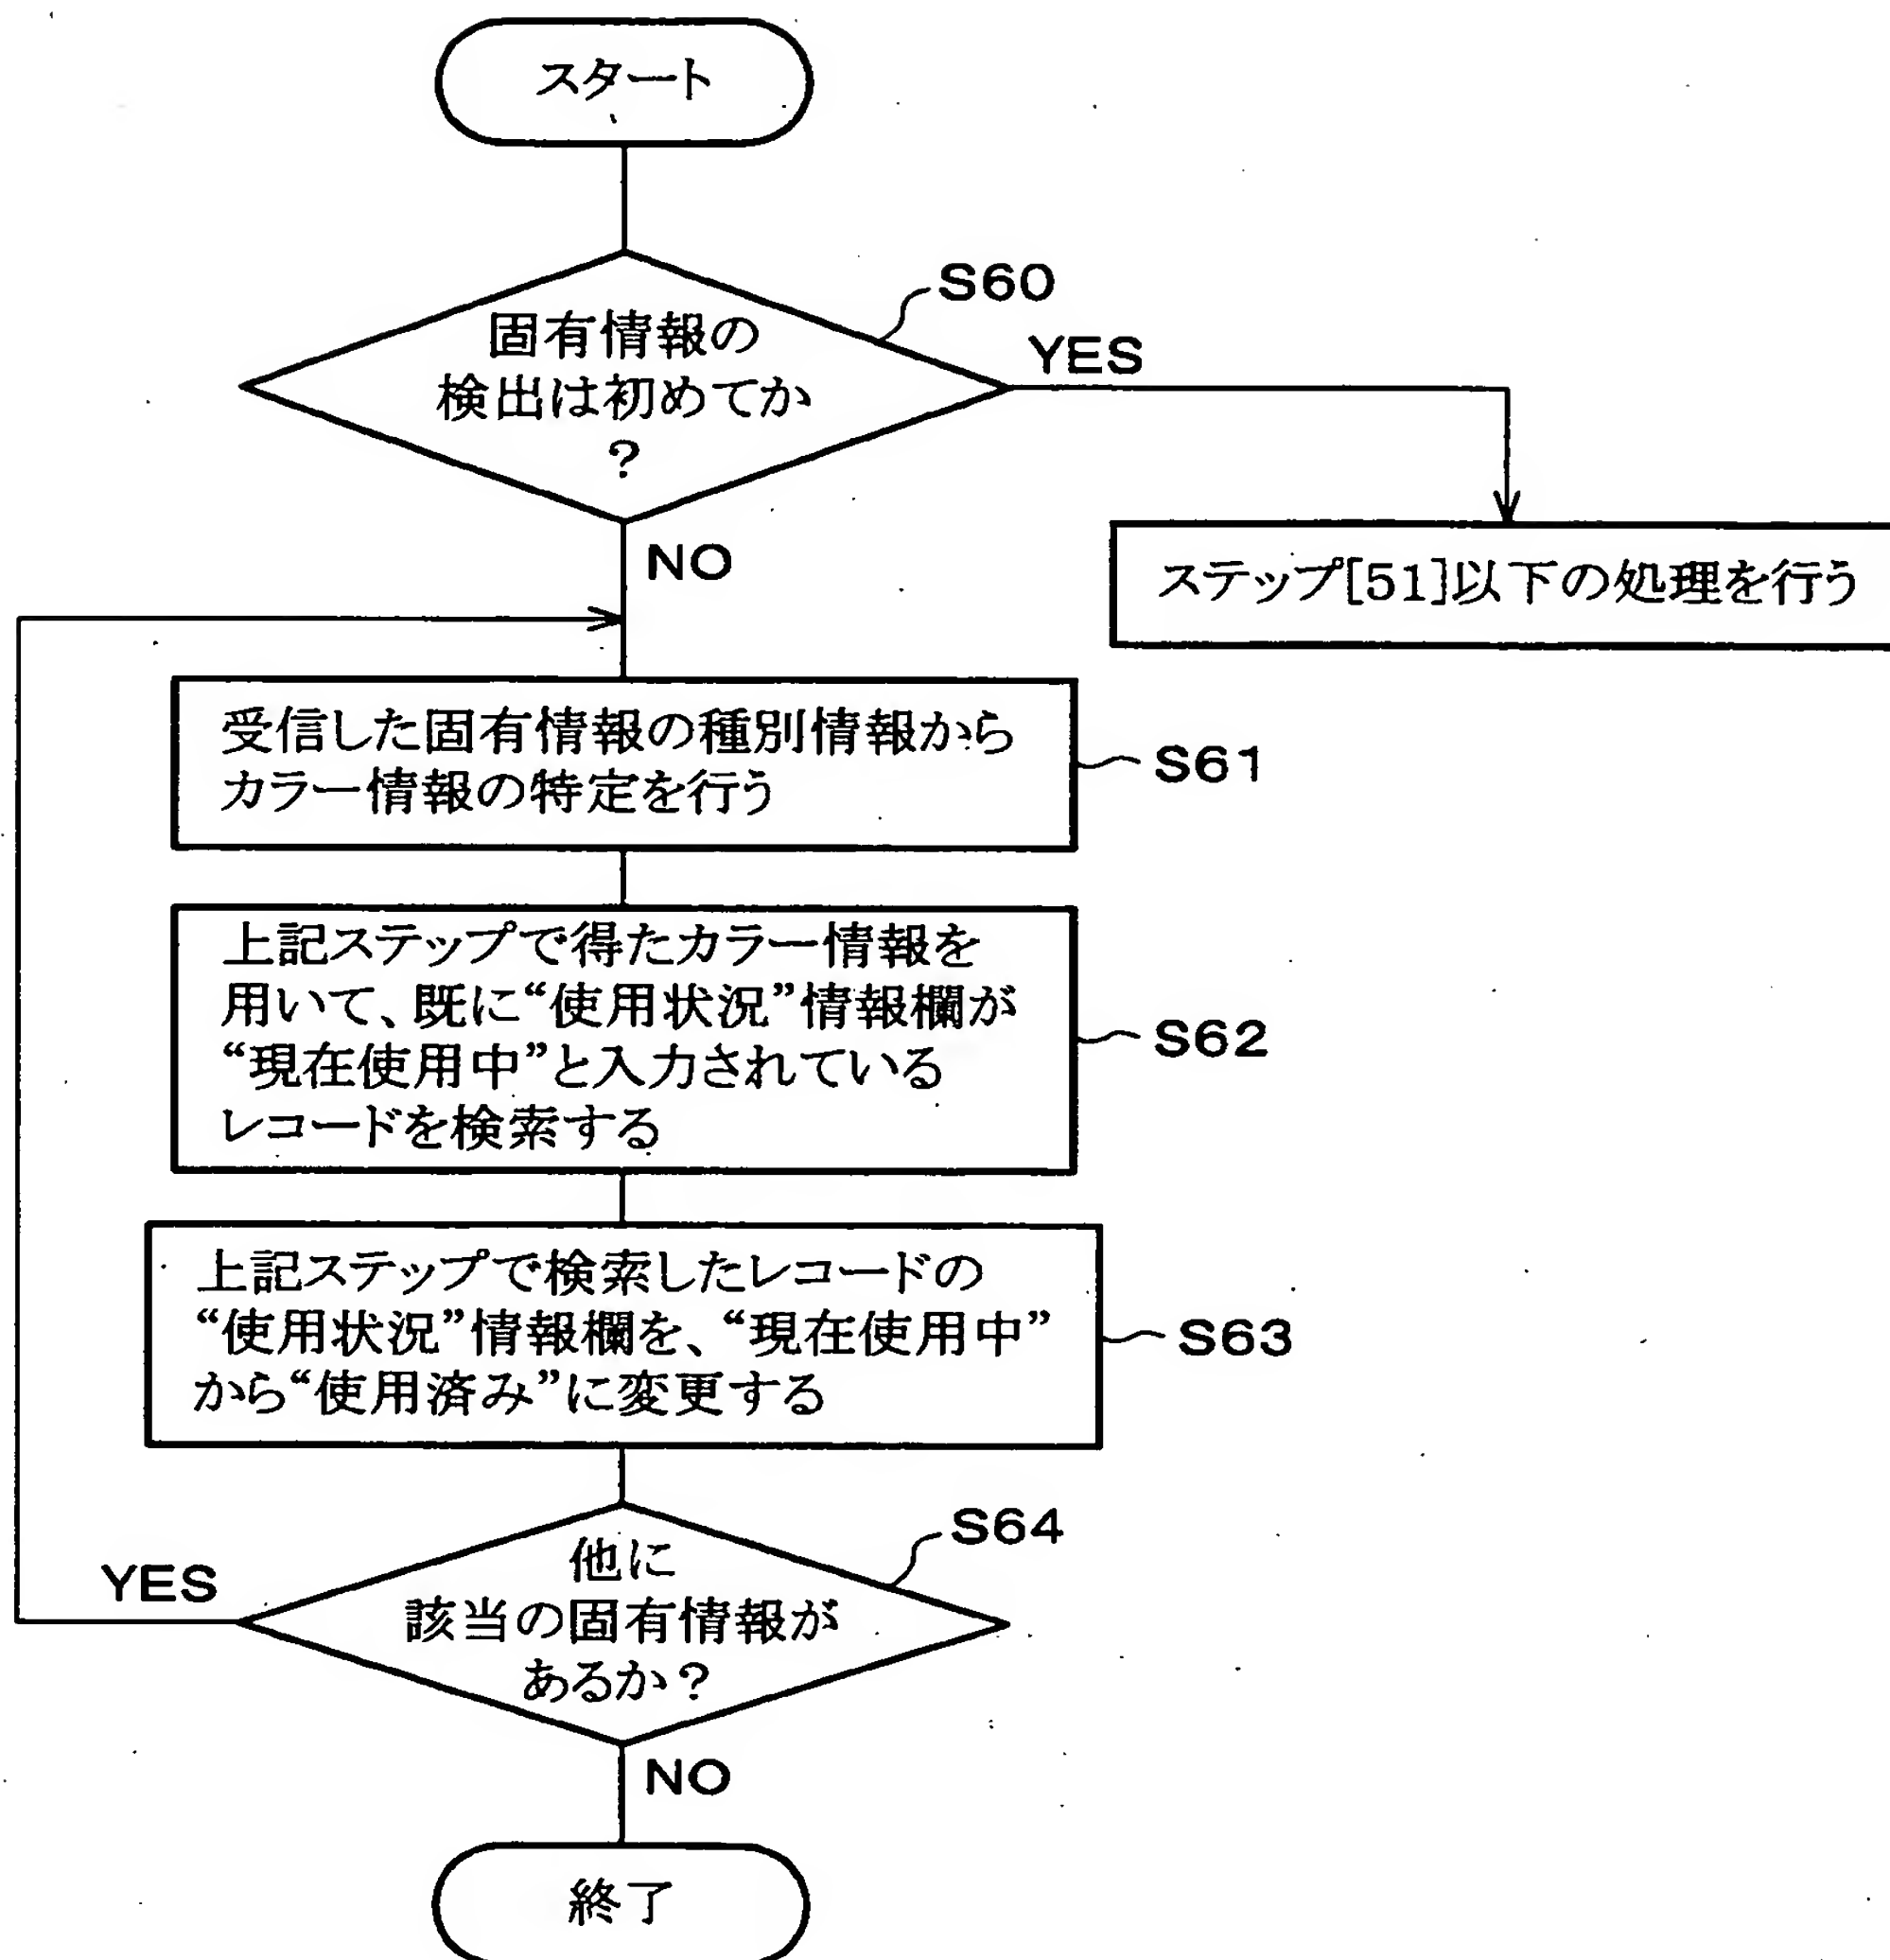 スタート
S60
固有情報の
検出は初めてか
?
YES
NO
ステップ[51]以下の処理を行う
受信した固有情報の種別情報から
カラー情報の特定を行う
S61
上記ステップで得たカラー情報を
用いて、既に“使用状況”情報欄が
“現在使用中”と入力されている
レコードを検索する
S62
上記ステップで検索したレコードの
“使用状況”情報欄を、“現在使用中”
から“使用済み”に変更する
S63
S64
他に
該当の固有情報が
あるか?
YES
NO
終了